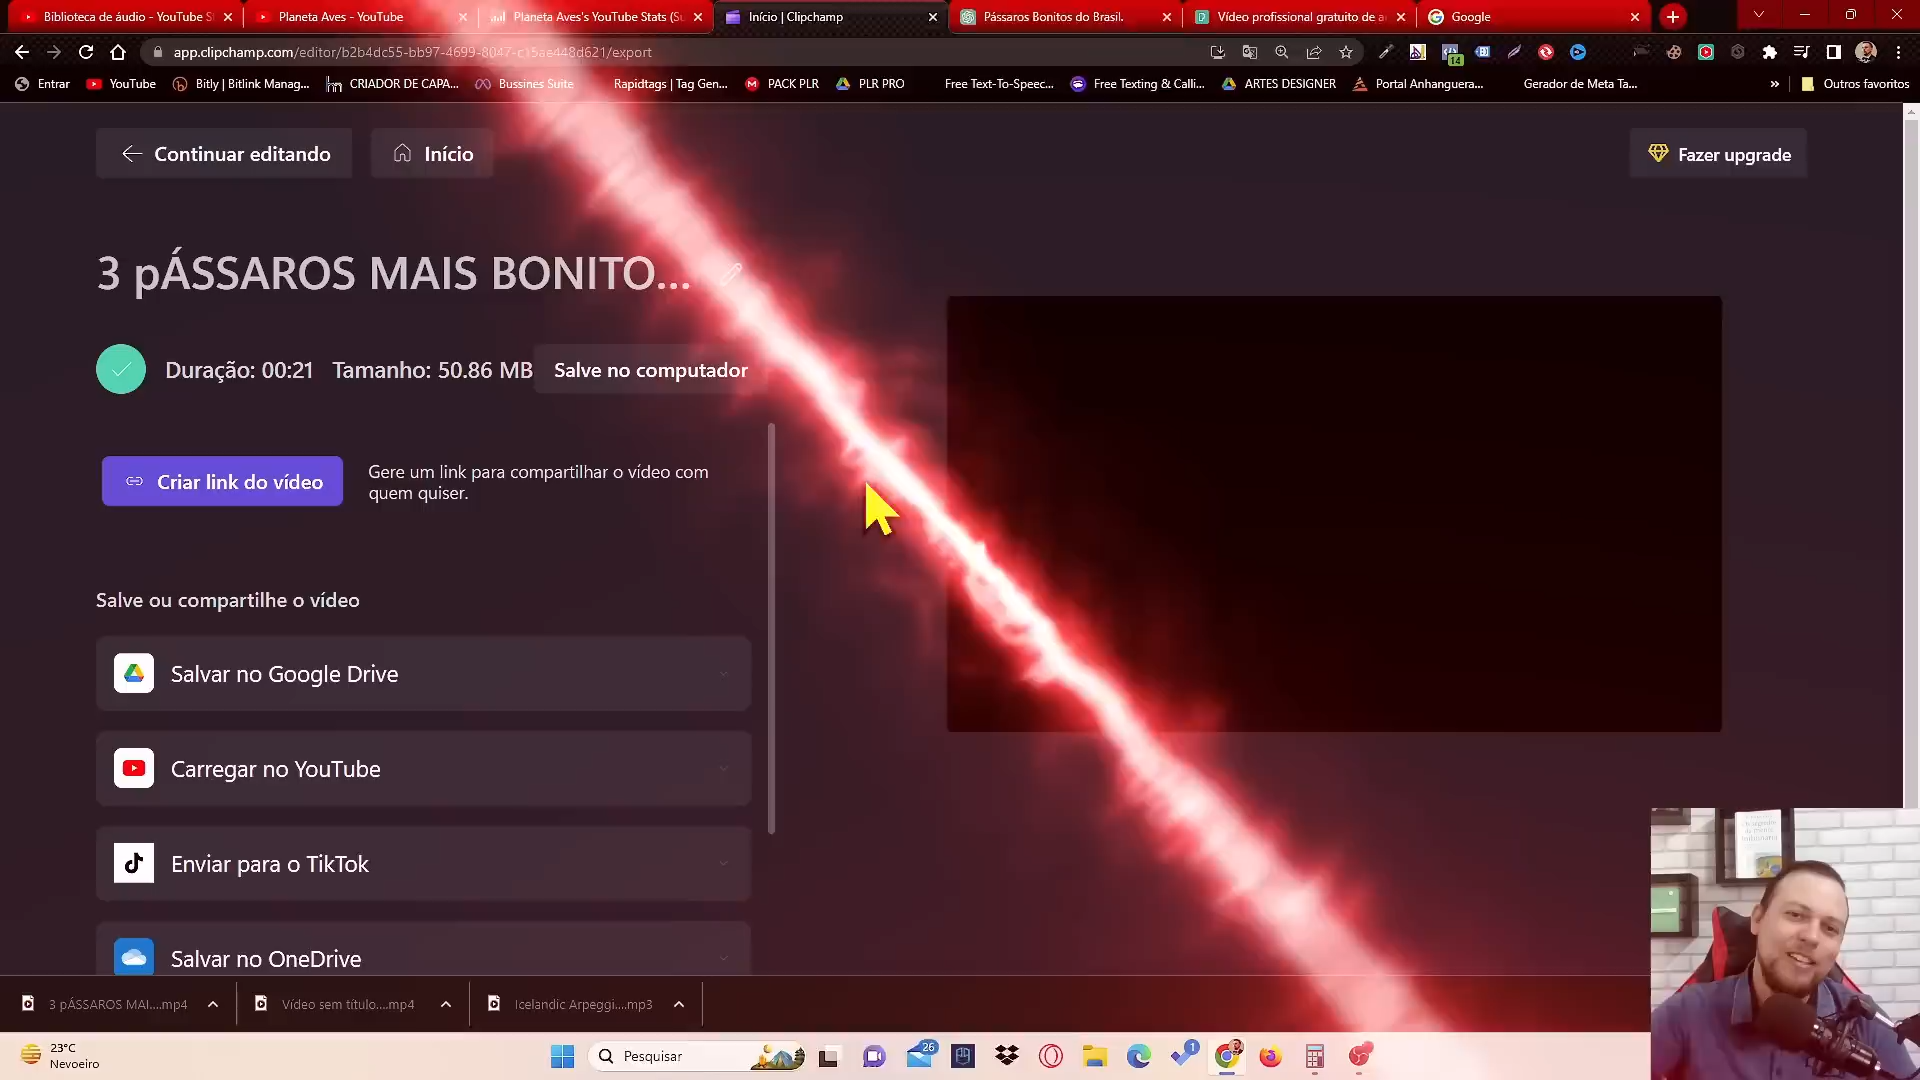 Biblioteca de áudio - YouTube S
Planeta Aves - YouTube
Planeta Aves's YouTube Stats (Su
Início | Clipchamp
Pássaros Bonitos do Brasil.
Vídeo profissional gratuito de a
Google
app.clipchamp.com/editor/b2b4dc55-bb97-4699-8047-c15ae448d621/export
14
Entrar
YouTube
Bitly | Bitlink Manag...
CRIADOR DE CAPA...
Bussines Suite
Rapidtags | Tag Gen...
PACK PLR
PLR PRO
Free Text-To-Speec...
Free Texting & Calli...
ARTES DESIGNER
Portal Anhanguera...
Gerador de Meta Ta...
»
Outros favoritos
Continuar editando
Início
Fazer upgrade
3 pÁSSAROS MAIS BONITO...
Duração: 00:21 Tamanho: 50.86 MB
Salve no computador
Criar link do vídeo
Gere um link para compartilhar o vídeo com
quem quiser.
Salve ou compartilhe o vídeo
Salvar no Google Drive
Carregar no YouTube
Enviar para o TikTok
Salvar no OneDrive
3 pÁSSAROS MAI....mp4
Vídeo sem título....mp4
Icelandic Arpeggi....mp3
23°C
Nevoeiro
Pesquisar
26
1